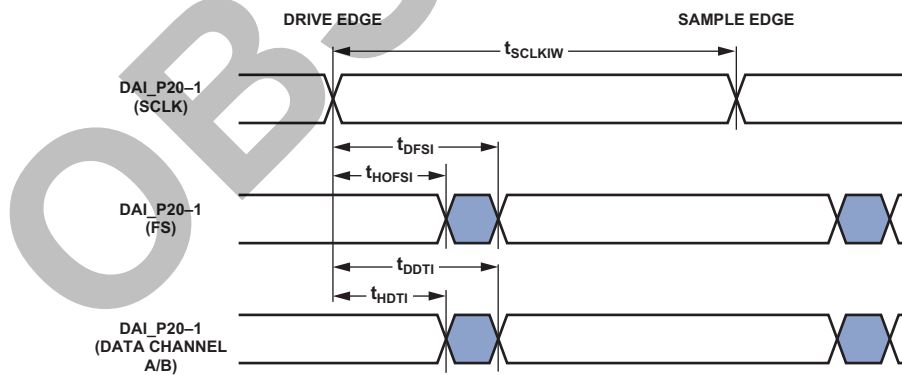 DRIVE EDGE
SAMPLE EDGE
tSCLKIW
DAI_P20–1
(SCLK)
tDFSI
tHOFSI
DAI_P20–1
(FS)
tDDTI
tHDTI
DAI_P20–1
(DATA CHANNEL
A/B)
OBS